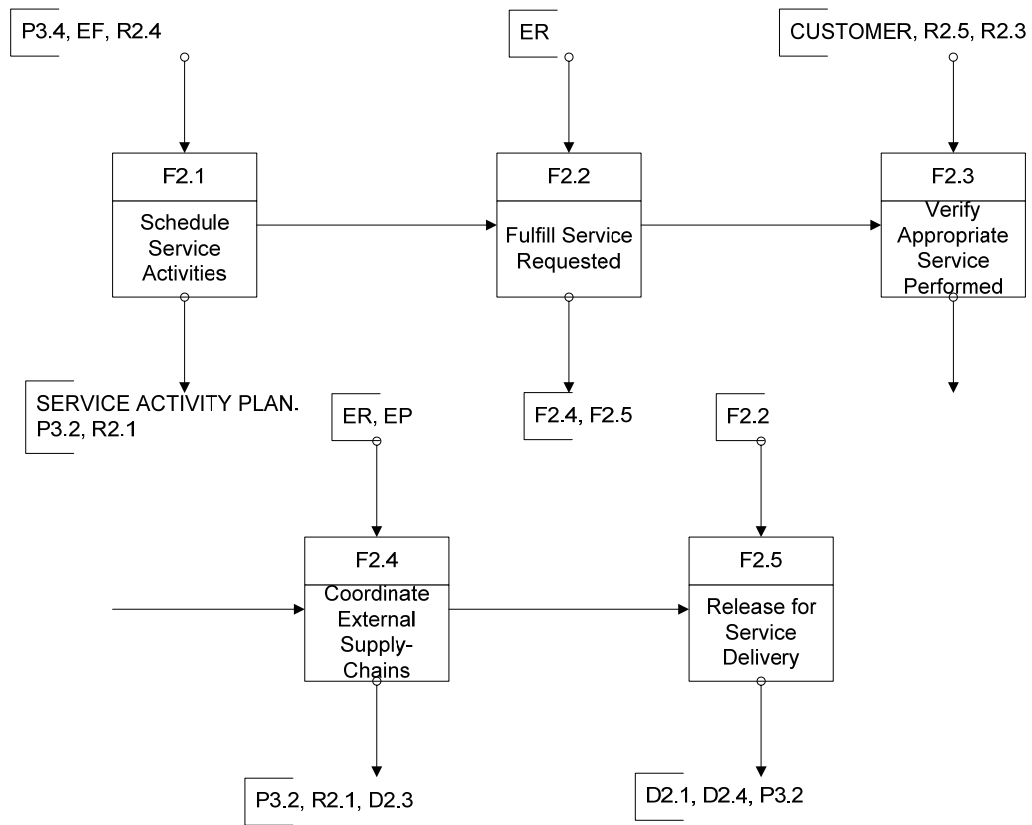 P3.4, EF, R2.4
ER
CUSTOMER, R2.5, R2.3
F2.1
Schedule
Service
Activities
F2.2
Fulfill Service
Requested
F2.3
Verify
Appropriate
Service
Performed
SERVICE ACTIVITY PLAN.
P3.2, R2.1
ER, EP
F2.4, F2.5
F2.2
F2.4
Coordinate
External
Supply-
Chains
F2.5
Release for
Service
Delivery
P3.2, R2.1, D2.3
D2.1, D2.4, P3.2